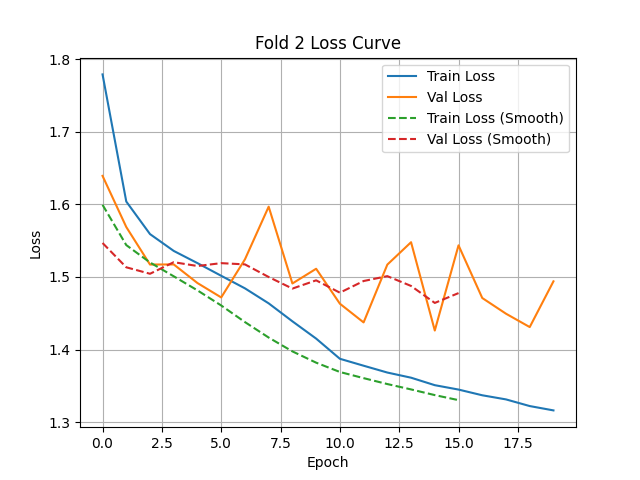 Fold 2 Loss Curve
1.8
1.7
1.6
1.5
1.4
1.3
Loss
Train Loss
Val Loss
Train Loss (Smooth)
Val Loss (Smooth)
0.0 2.5 5.0 7.5 10.0 12.5 15.0 17.5
Epoch